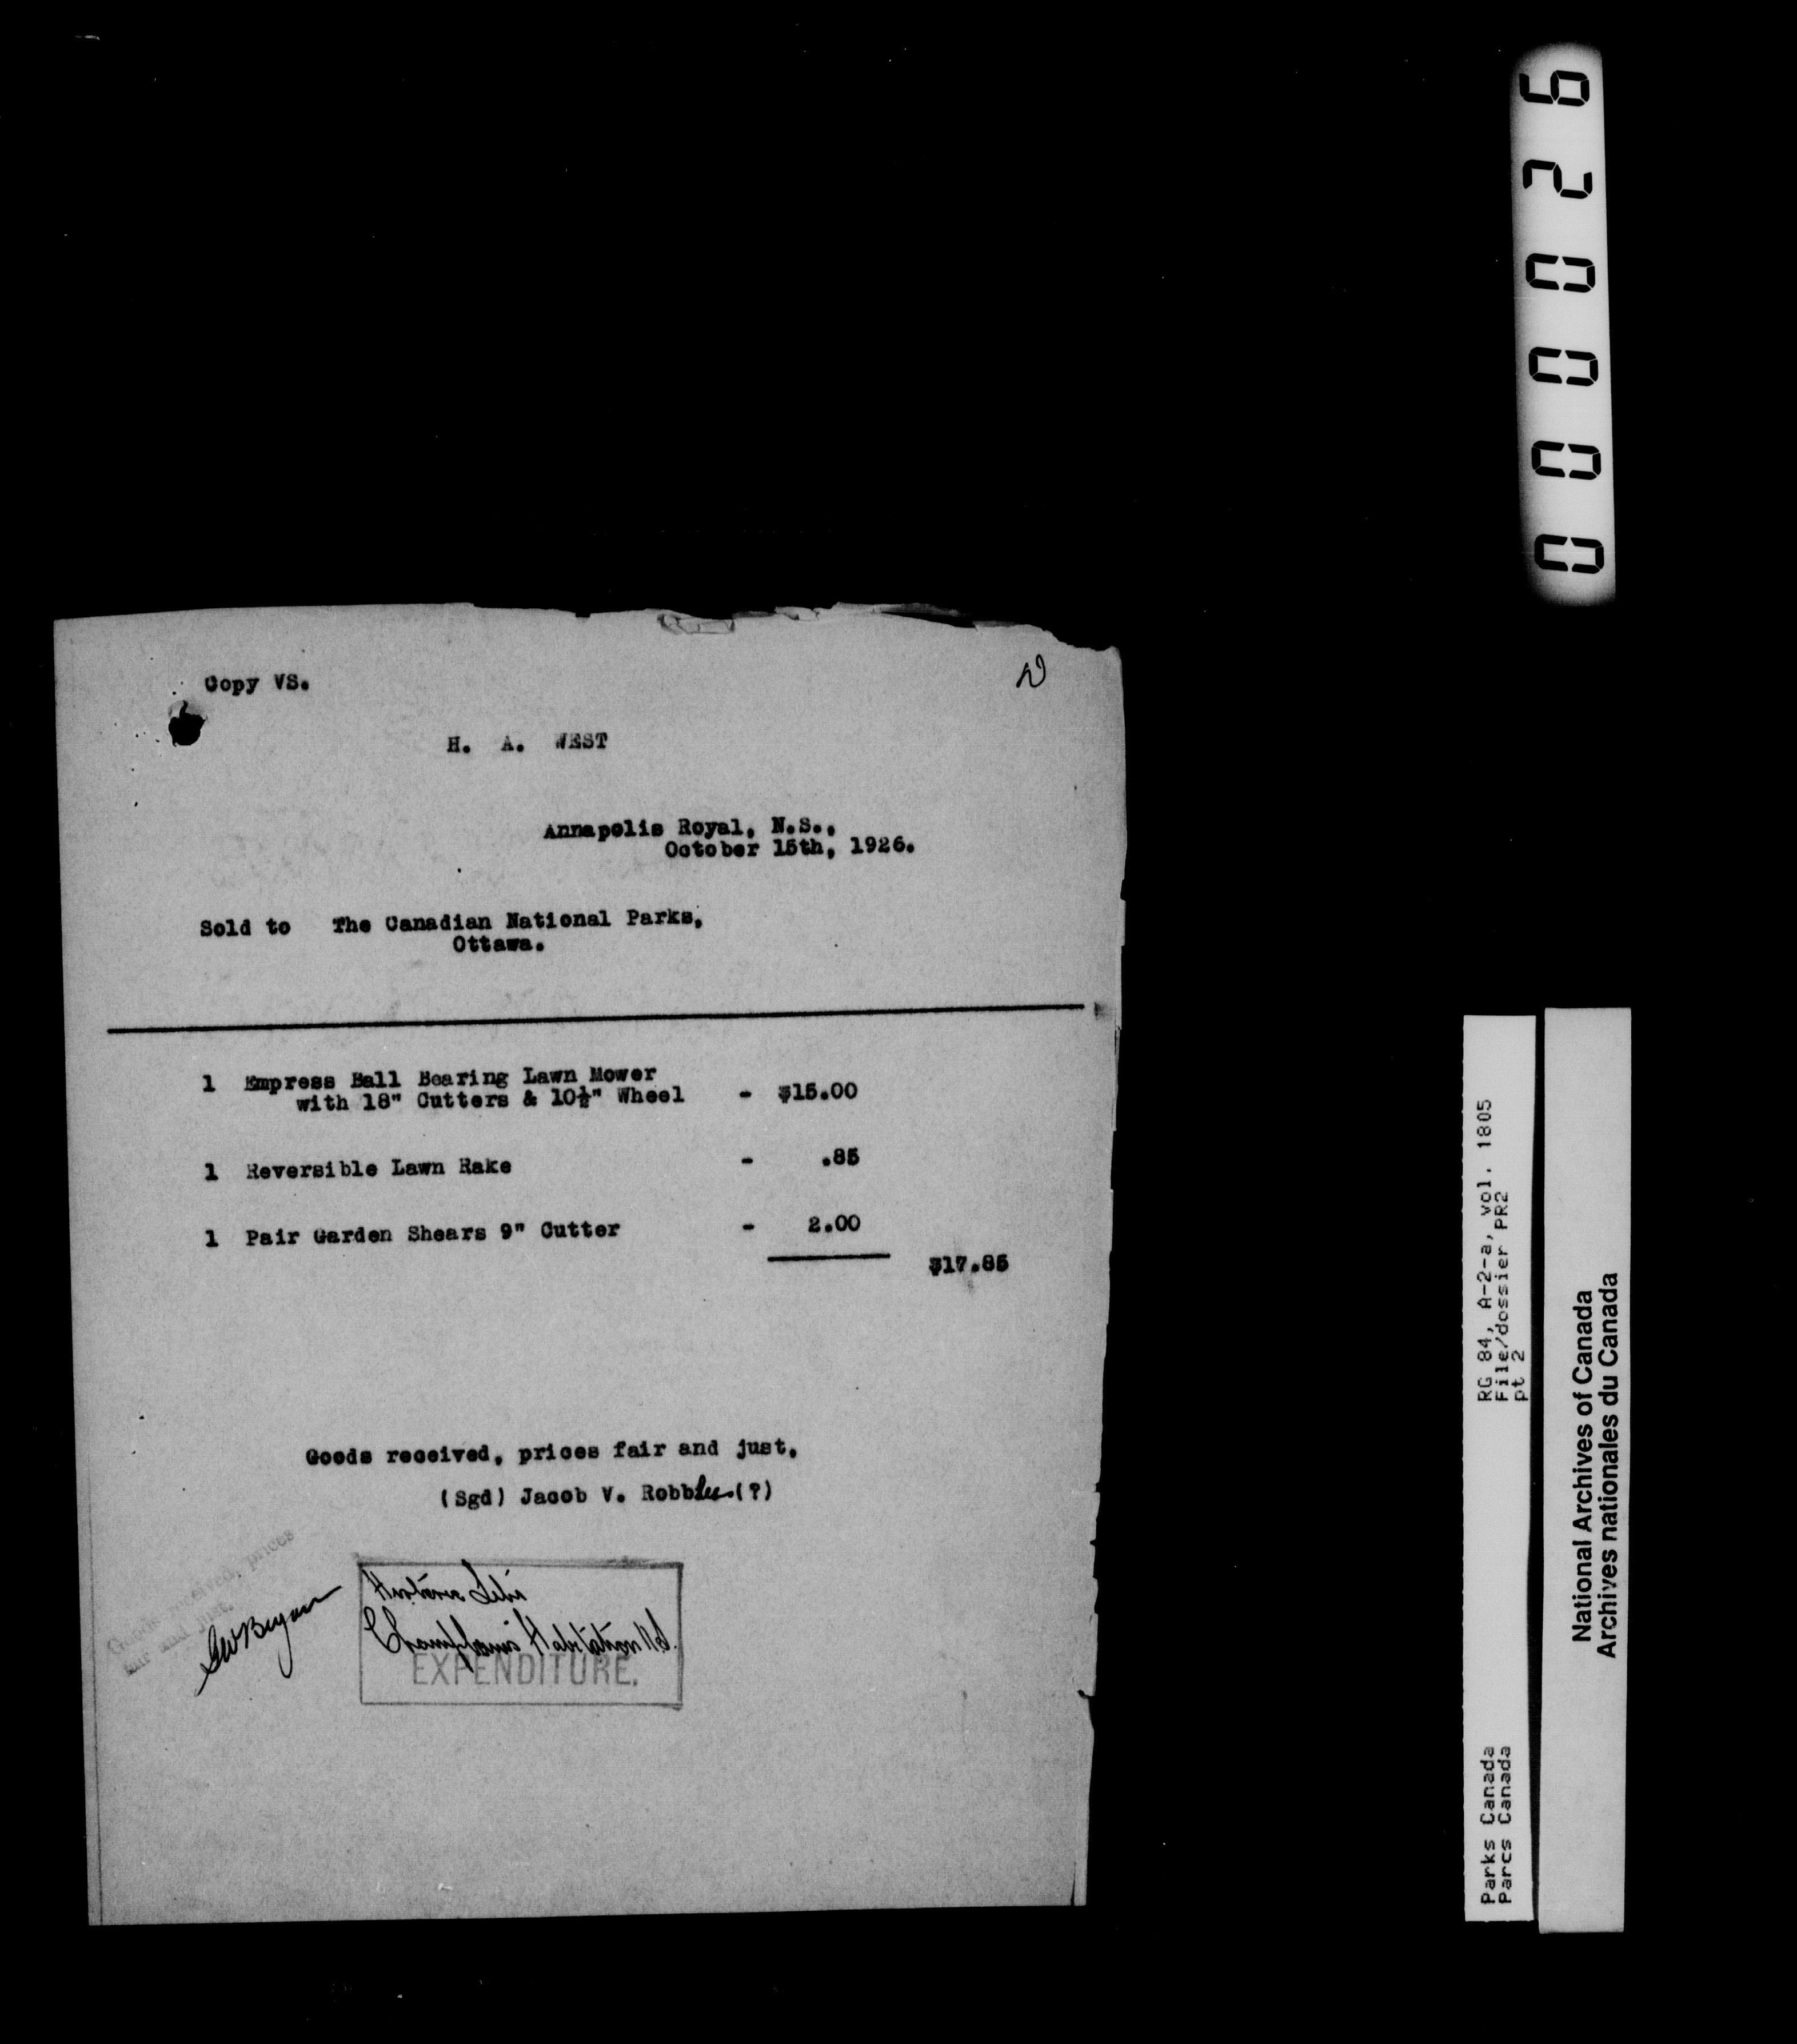 Copy VS.
H. A. WEST
Annapolis Royal, N.S.,
October 15th, 1926.
Sold to The Canadian National Parks,
Ottawa.
1 Empress Ball Bearing Lawn Mower
with 18" Cutters & 10½" Wheel - $15.00
1 Reversible Lawn Rake - .85
1 Pair Garden Shears 9" Cutter - 2.00
$17.85
Goods received, prices fair and just.
(Sgd) Jacob V. Robblee (?)
Goods received, prices
fair and just.
Historic Sites
Champlain's Habitation N.S.
EXPENDITURE.
000026
RG 84, A-2-a, vol. 1805
File/dossier PR2
pt 2
Parks Canada
Parcs Canada
National Archives of Canada
Archives nationales du Canada